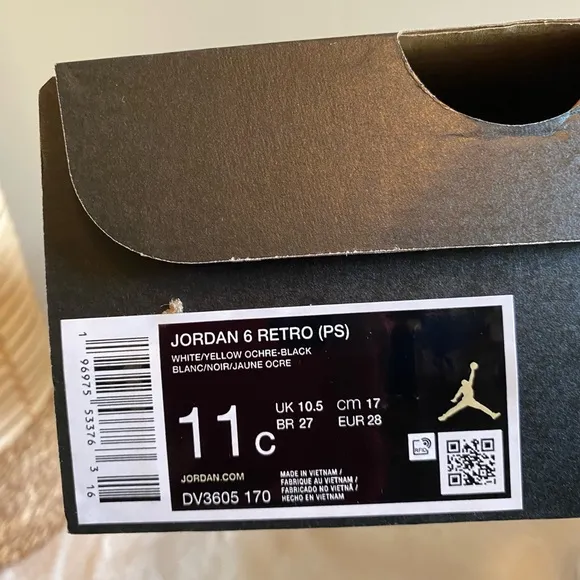 JORDAN 6 RETRO (PS)
WHITE/YELLOW OCHRE-BLACK
BLANC/NOIR/JAUNE OCRE
11C
UK 10.5 CM 17
BR 27 EUR 28
JORDAN.COM
DV3605 170
MADE IN VIETNAM /
FABRIQUÉ AU VIETNAM /
FABRICADO NO VIETNÃ /
HECHO EN VIETNAM
RFID
1 96975 53376 3 16